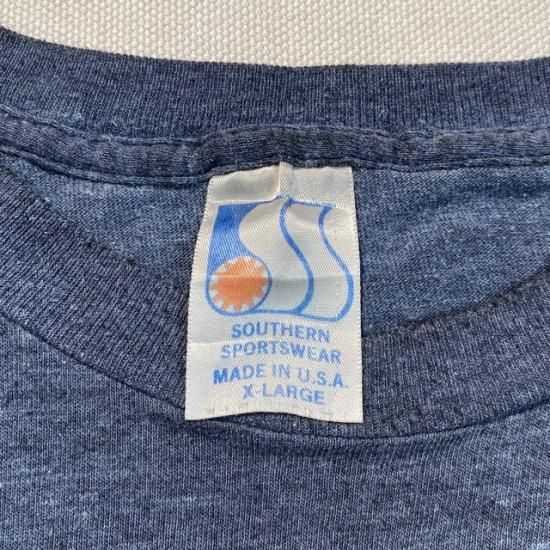 SOUTHERN
SPORTSWEAR
MADE IN U.S.A.
X-LARGE